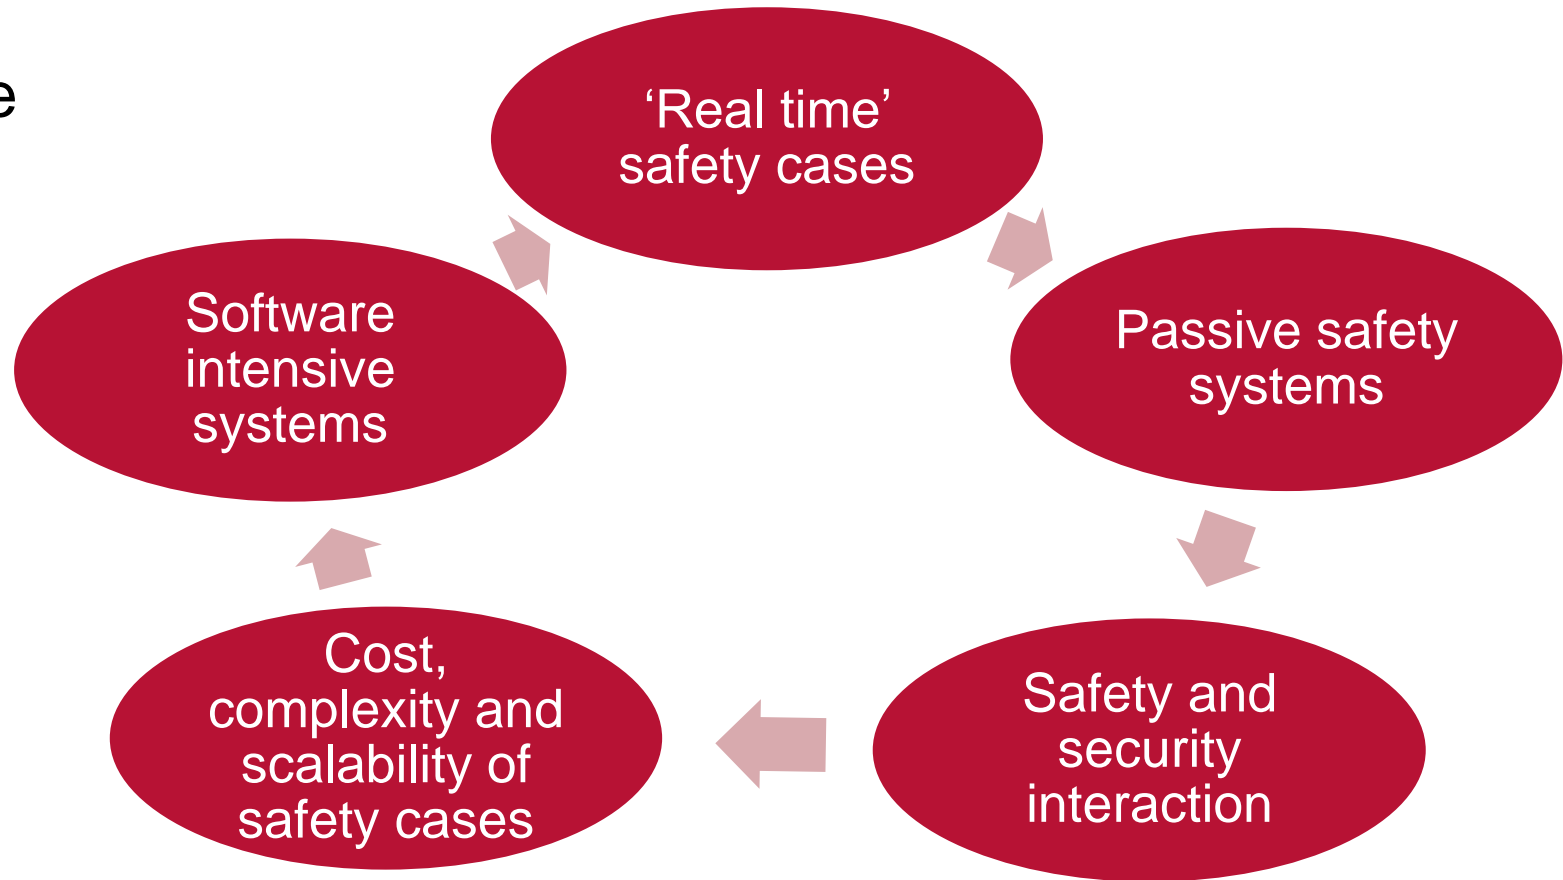 e
‘Real time’
safety cases
Software
intensive
systems
Passive safety
systems
Cost,
complexity and
scalability of
safety cases
Safety and
security
interaction